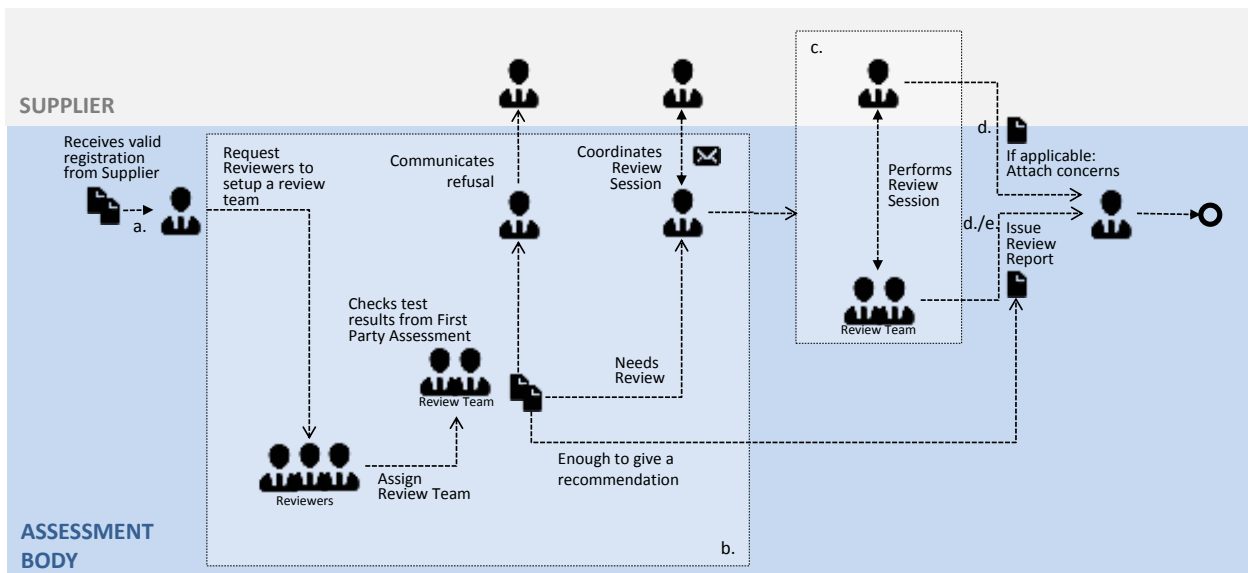 c.
SUPPLIER
Receives valid
registration
from Supplier
a.
Request
Reviewers to
setup a review
team
Communicates
refusal
Coordinates
Review
Session
Performs
Review
Session
d.
If applicable:
Attach concerns
d./e.
Issue
Review
Report
Review Team
Checks test
results from First
Party Assessment
Review Team
Needs
Review
Enough to give a
recommendation
Reviewers
Assign
Review Team
ASSESSMENT
BODY
b.